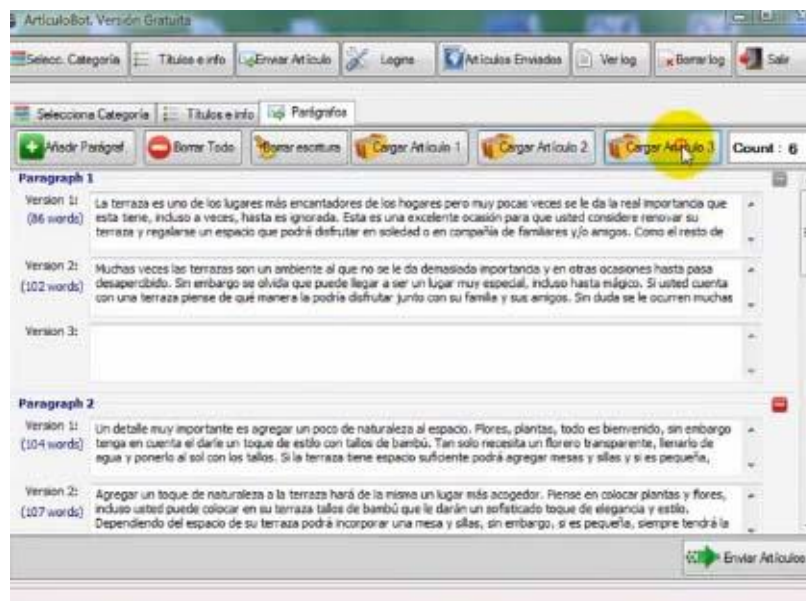 ArticuloBot. Versión Gratuita
Selecc. Categoría Títulos e info Enviar Artículo Logins Artículos Enviados Ver log Borrar log Salir
Selecciona Categoría Títulos e info Parágrafos
Añadir Parágraf. Borrar Todo Borrar escritura Cargar Artículo 1 Cargar Artículo 2 Cargar Artículo 3 Count : 6
Paragraph 1
Version 1: La terraza es uno de los lugares más encantadores de los hogares pero muy pocas veces se le da la real importancia que
(86 words) esta tiene, incluso a veces, hasta es ignorada. Esta es una excelente ocasión para que usted considere renovar su
terraza y regalarse un espacio que podrá disfrutar en soledad o en compañía de familiares y/o amigos. Como el resto de
Version 2: Muchas veces las terrazas son un ambiente al que no se le da demasiada importancia y en otras ocasiones hasta pasa
(102 words) desapercibido. Sin embargo se olvida que puede llegar a ser un lugar muy especial, incluso hasta mágico. Si usted cuenta
con una terraza piense de qué manera la podría disfrutar junto con su familia y sus amigos. Sin duda se le ocurren muchas
Version 3:
Paragraph 2
Version 1: Un detalle muy importante es agregar un poco de naturaleza al espacio. Flores, plantas, todo es bienvenido, sin embargo
(104 words) tenga en cuenta el darle un toque de estilo con tallos de bambú. Tan solo necesita un florero transparente, llenarlo de
agua y ponerlo al sol con los tallos. Si la terraza tiene espacio suficiente podrá agregar mesas y sillas y si es pequeña,
Version 2: Agregar un toque de naturaleza a la terraza hará de la misma un lugar más acogedor. Piense en colocar plantas y flores,
(107 words) incluso usted puede colocar en su terraza tallos de bambú que le darán un sofisticado toque de elegancia y estilo.
Dependiendo del espacio de su terraza podrá incorporar una mesa y sillas, sin embargo, si es pequeña, siempre tendrá la
Enviar Artículos